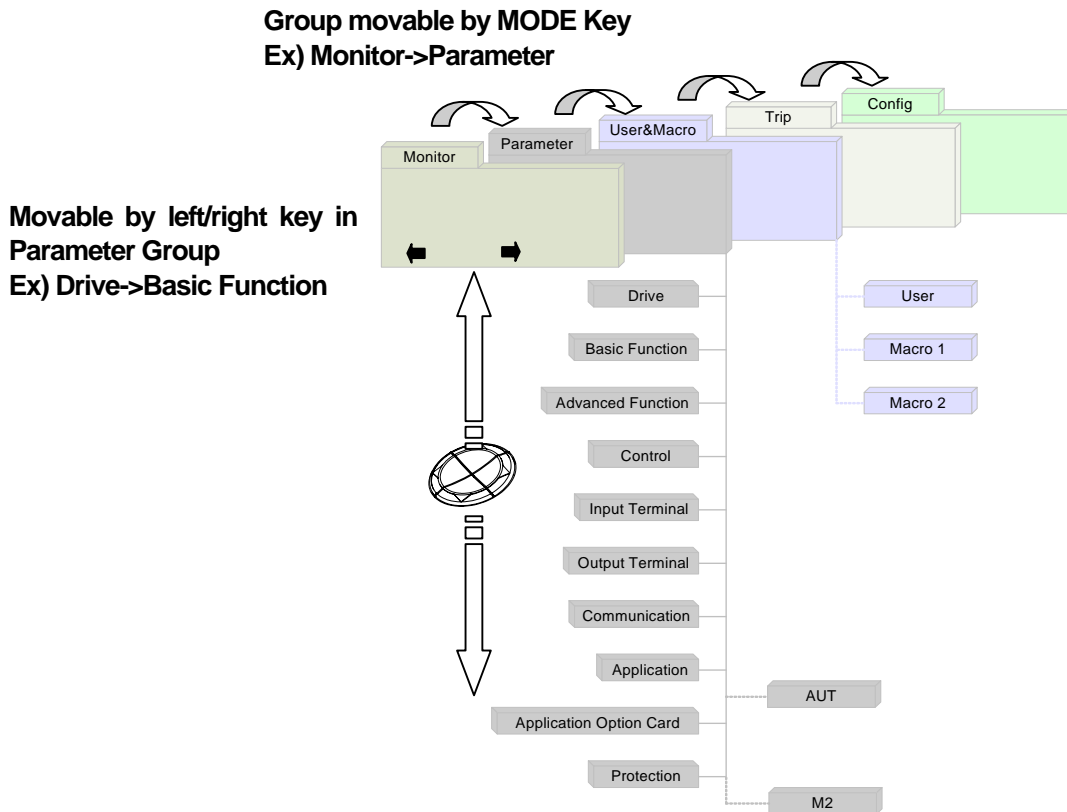 Group movable by MODE Key
Ex) Monitor->Parameter
Config
Trip
User&Macro
Parameter
Monitor
Movable by left/right key in
Parameter Group
Ex) Drive->Basic Function
Drive
User
Basic Function
Macro 1
Advanced Function
Macro 2
Control
Input Terminal
Output Terminal
Communication
Application
AUT
Application Option Card
Protection
M2